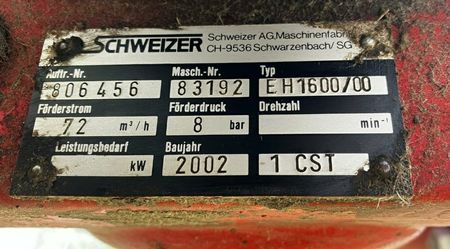 SCHWEIZER
Schweizer AG, Maschinenfabrik
CH-9536 Schwarzenbach/SG
Auftr.-Nr. Masch.-Nr. Typ
806456 83192 EH1600/00
Förderstrom Förderdruck Drehzahl
72 m³/h 8 bar min⁻¹
Leistungsbedarf Baujahr
kW 2002 1 CST